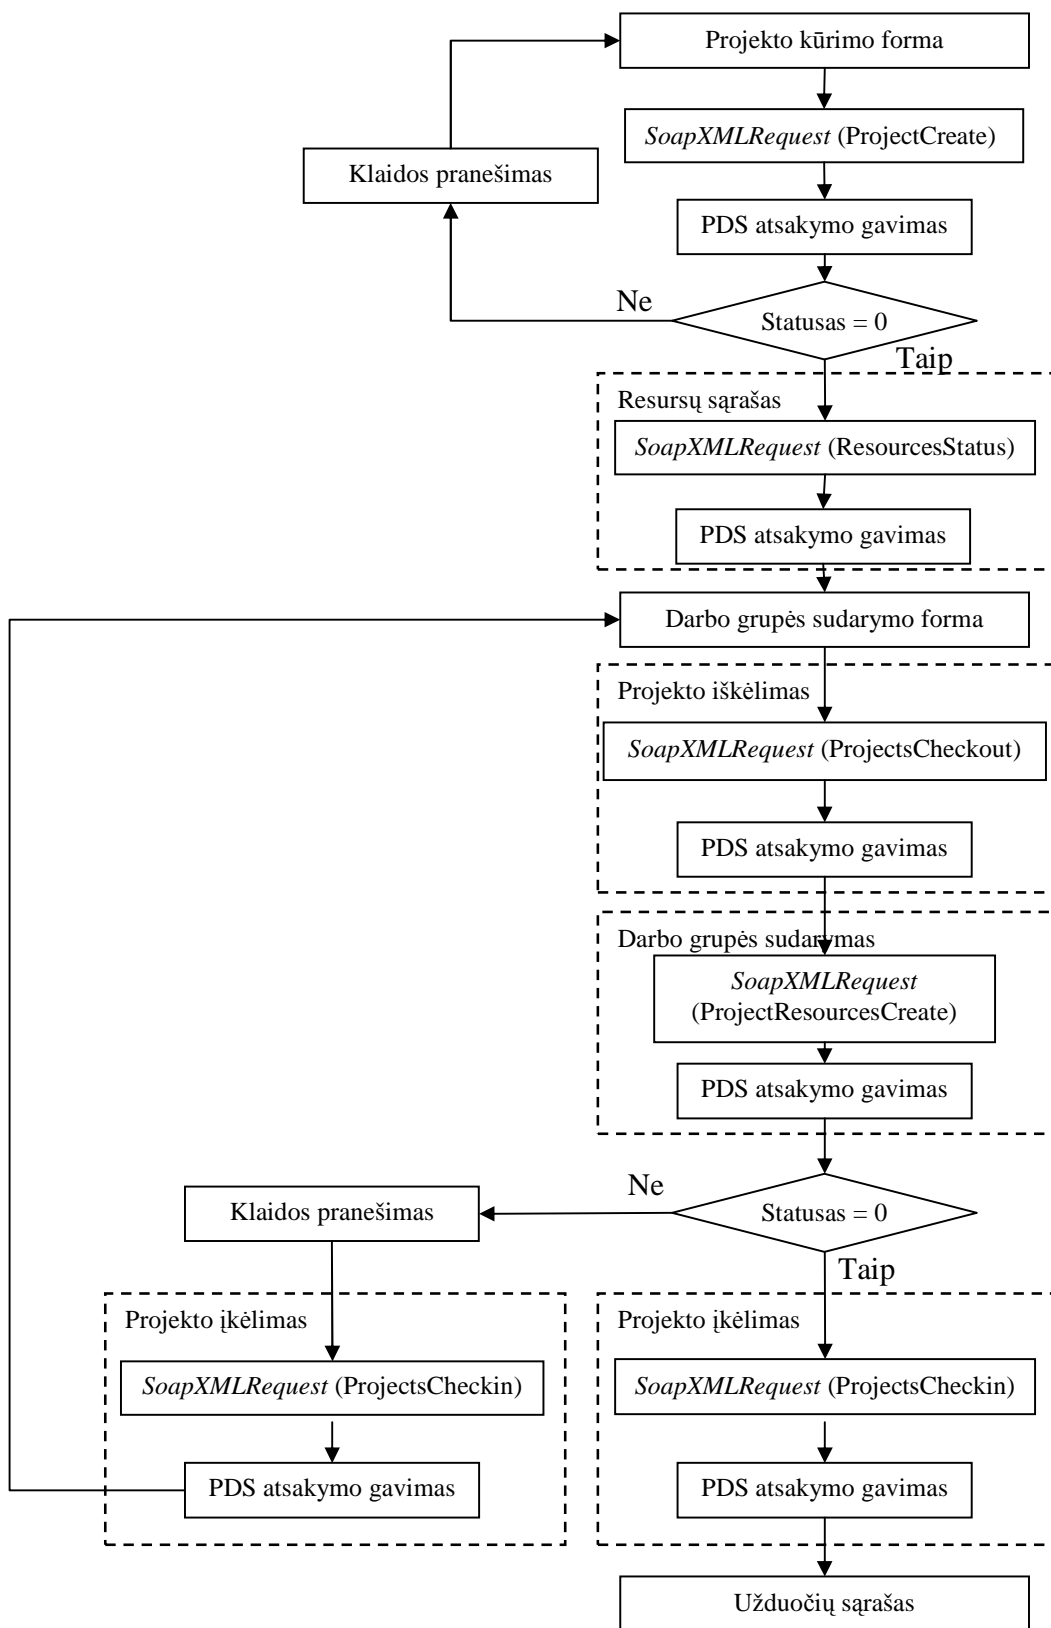 Projekto kūrimo forma
SoapXMLRequest (ProjectCreate)
Klaidos pranešimas
PDS atsakymo gavimas
Ne
Statusas = 0
Taip
Resursų sąrašas
SoapXMLRequest (ResourcesStatus)
PDS atsakymo gavimas
Darbo grupės sudarymo forma
Projekto iškėlimas
SoapXMLRequest (ProjectsCheckout)
PDS atsakymo gavimas
Darbo grupės sudarymas
SoapXMLRequest
(ProjectResourcesCreate)
PDS atsakymo gavimas
Ne
Klaidos pranešimas
Statusas = 0
Taip
Projekto įkėlimas
Projekto įkėlimas
SoapXMLRequest (ProjectsCheckin)
SoapXMLRequest (ProjectsCheckin)
PDS atsakymo gavimas
PDS atsakymo gavimas
Užduočių sąrašas